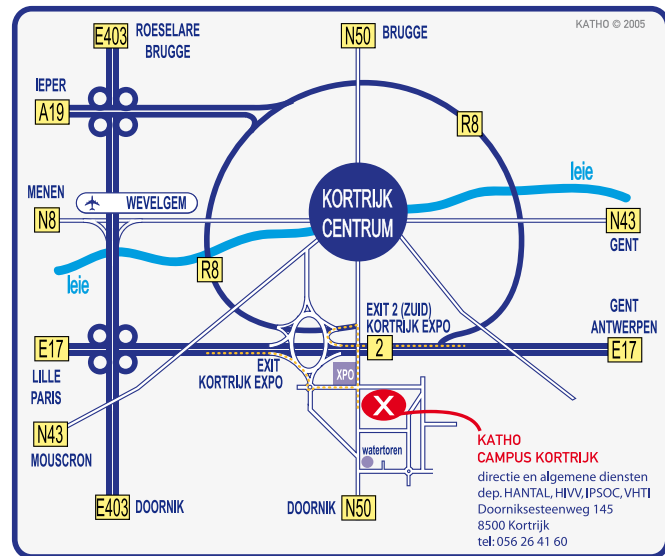 KATHO © 2005
E403
ROESELARE
BRUGGE
N50
BRUGGE
IEPER
A19
R8
leie
MENEN
WEVELGEM
KORTRIJK
CENTRUM
N8
N43
GENT
R8
leie
EXIT 2 (ZUID)
KORTRIJK EXPO
GENT
ANTWERPEN
E17
2
E17
LILLE
PARIS
EXIT
KORTRIJK EXPO
XPO
X
N43
MOUSCRON
watertoren
KATHO
CAMPUS KORTRIJK
directie en algemene diensten
dep. HANTAL, HIVV, IPSOC, VHTI
Doorniksesteenweg 145
8500 Kortrijk
tel: 056 26 41 60
E403
DOORNIK
DOORNIK
N50